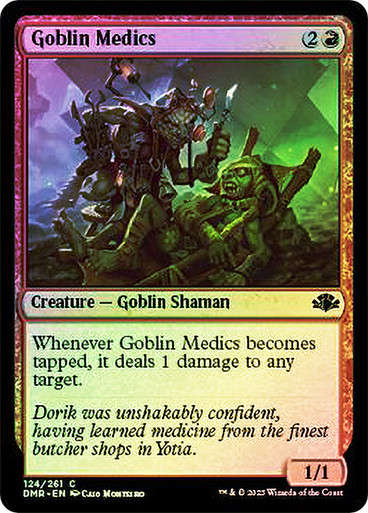 Goblin Medics 2
Creature — Goblin Shaman
Whenever Goblin Medics becomes
tapped, it deals 1 damage to any
target.
Dorik was unshakably confident,
having learned medicine from the finest
butcher shops in Yotia.
1/1
124/261 C
DMR • EN Caio Monteiro
™ & © 2023 Wizards of the Coast